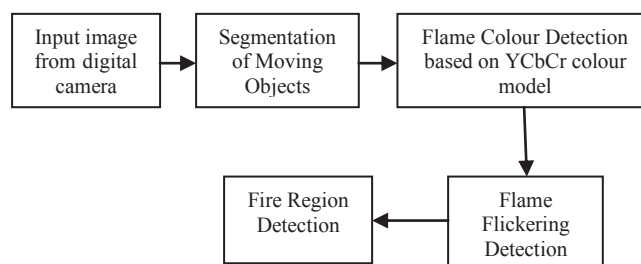 Input image
from digital
camera
Segmentation
of Moving
Objects
Flame Colour Detection
based on YCbCr colour
model
Flame
Flickering
Detection
Fire Region
Detection